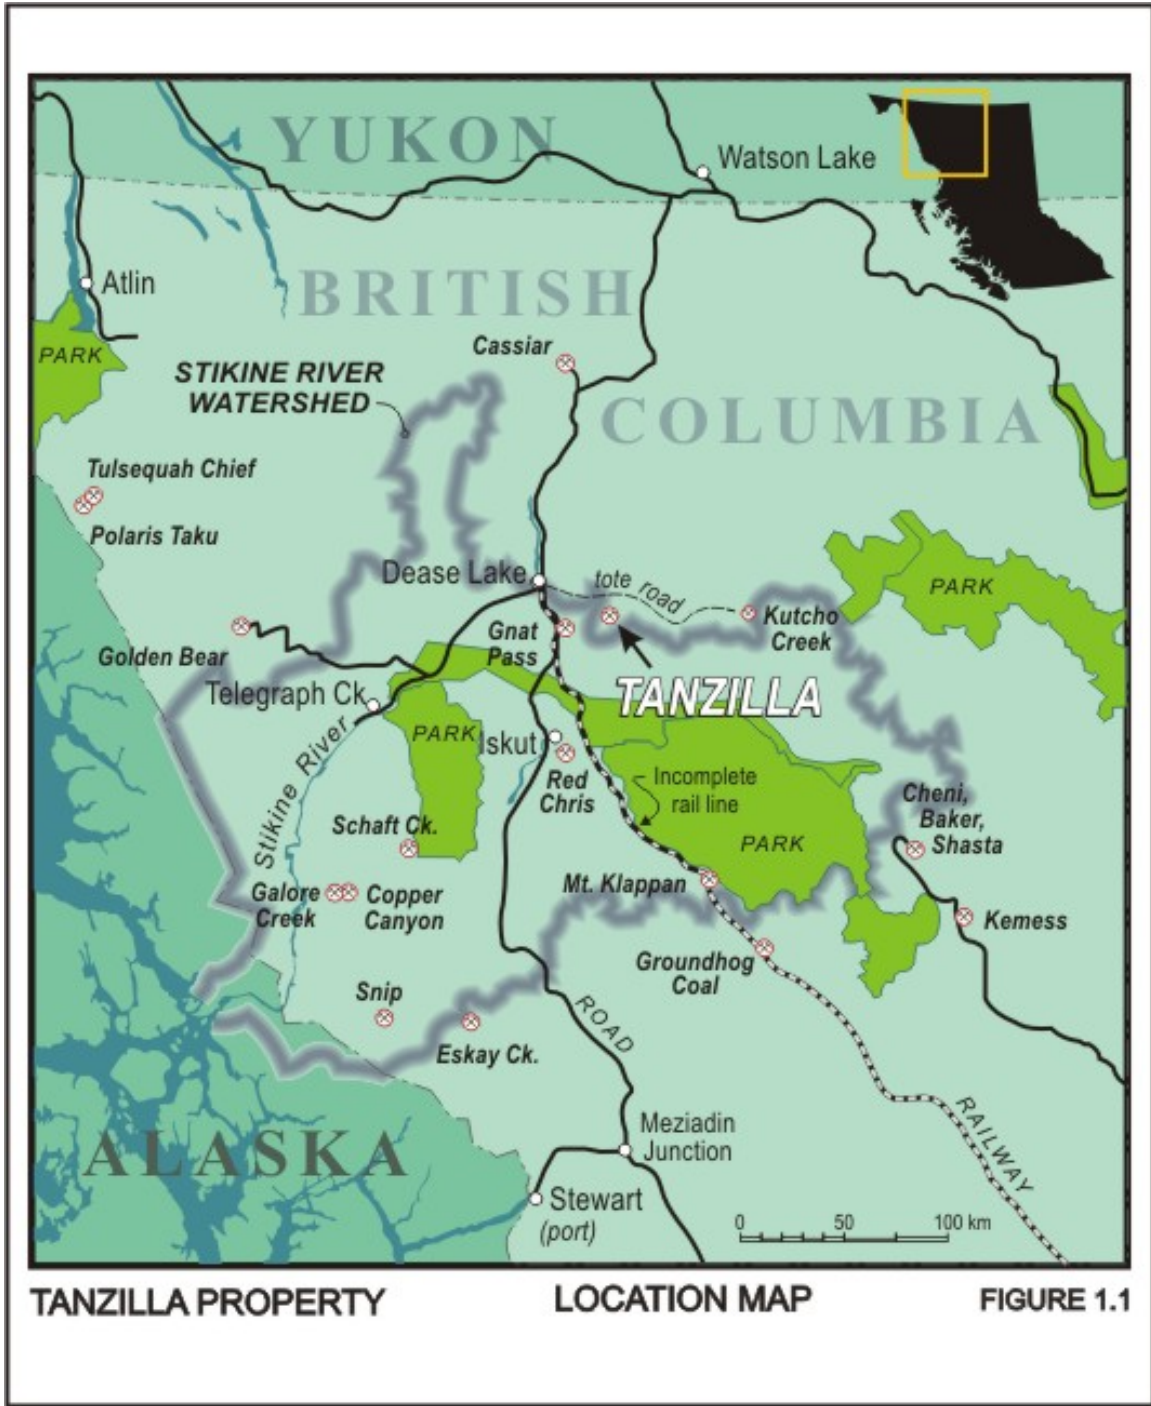 YUKON
Watson Lake
Atlin
BRITISH
PARK
Cassiar
STIKINE RIVER
WATERSHED
COLUMBIA
Tulsequah Chief
Polaris Taku
Dease Lake
tote road
PARK
Kutcho
Creek
Gnat
Pass
Golden Bear
Telegraph Ck.
TANZILLA
PARK
Iskut
Red
Chris
Incomplete
rail line
Stikine River
Cheni,
Baker,
Shasta
Schaft Ck.
PARK
Mt. Klappan
Galore
Creek
Copper
Canyon
Kemess
Groundhog
Coal
Snip
ROAD
Eskay Ck.
RAILWAY
ALASKA
Meziadin
Junction
Stewart
(port)
0 50 100 km
TANZILLA PROPERTY LOCATION MAP FIGURE 1.1